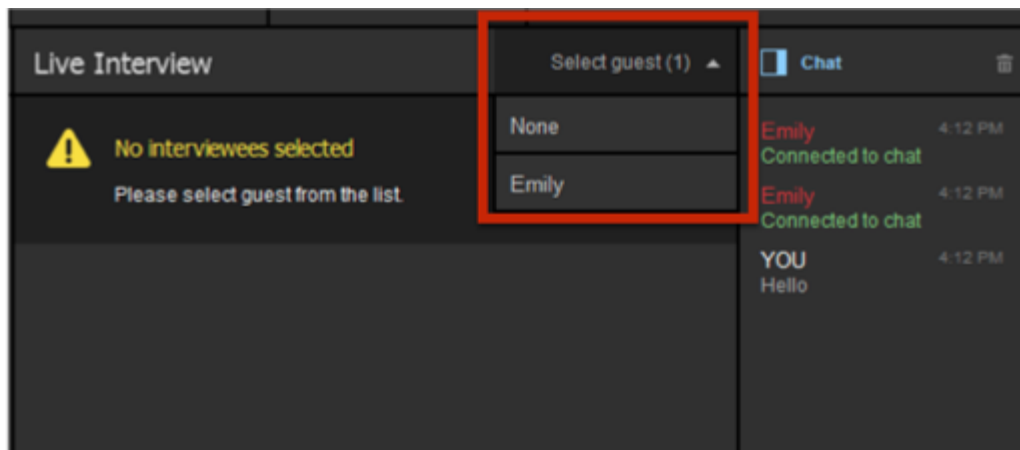 Live Interview
Select guest (1)
Chat
No interviewees selected
Please select guest from the list.
None
Emily
Emily 4:12 PM
Connected to chat
Emily 4:12 PM
Connected to chat
YOU 4:12 PM
Hello